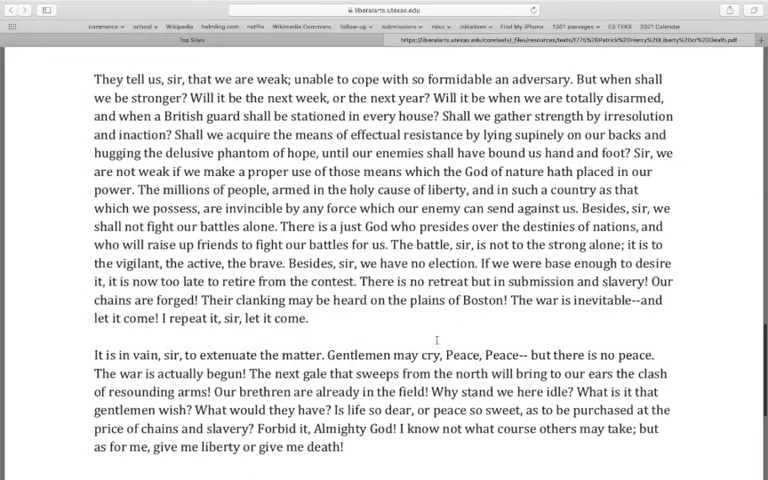 liberalarts.utexas.edu
commerce school Wikipedia helmling.com netflix Wikimedia Commons follow-up submissions misc initiatives Find My iPhone 1301 passages F3 TEKS 2021 Calendar
Top Sites https://liberalarts.utexas.edu/coretexts/_files/resources/texts/1775%20Patrick%20Henry%20Liberty%20or%20Death.pdf
They tell us, sir, that we are weak; unable to cope with so formidable an adversary. But when shall
we be stronger? Will it be the next week, or the next year? Will it be when we are totally disarmed,
and when a British guard shall be stationed in every house? Shall we gather strength by irresolution
and inaction? Shall we acquire the means of effectual resistance by lying supinely on our backs and
hugging the delusive phantom of hope, until our enemies shall have bound us hand and foot? Sir, we
are not weak if we make a proper use of those means which the God of nature hath placed in our
power. The millions of people, armed in the holy cause of liberty, and in such a country as that
which we possess, are invincible by any force which our enemy can send against us. Besides, sir, we
shall not fight our battles alone. There is a just God who presides over the destinies of nations, and
who will raise up friends to fight our battles for us. The battle, sir, is not to the strong alone; it is to
the vigilant, the active, the brave. Besides, sir, we have no election. If we were base enough to desire
it, it is now too late to retire from the contest. There is no retreat but in submission and slavery! Our
chains are forged! Their clanking may be heard on the plains of Boston! The war is inevitable--and
let it come! I repeat it, sir, let it come.
It is in vain, sir, to extenuate the matter. Gentlemen may cry, Peace, Peace-- but there is no peace.
The war is actually begun! The next gale that sweeps from the north will bring to our ears the clash
of resounding arms! Our brethren are already in the field! Why stand we here idle? What is it that
gentlemen wish? What would they have? Is life so dear, or peace so sweet, as to be purchased at the
price of chains and slavery? Forbid it, Almighty God! I know not what course others may take; but
as for me, give me liberty or give me death!